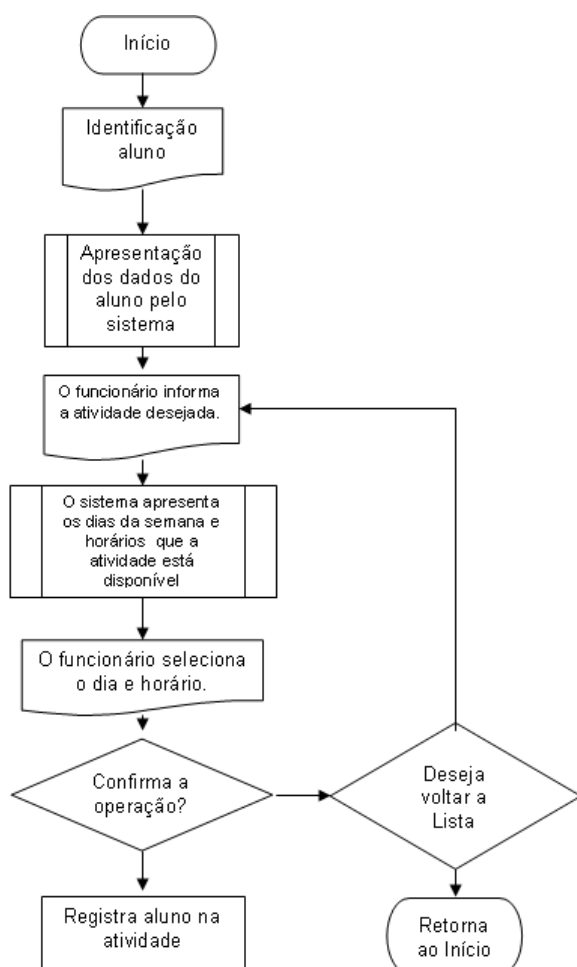 Início
Identificação
aluno
Apresentação
dos dados do
aluno pelo
sistema
O funcionário informa
a atividade desejada.
O sistema apresenta
os dias da semana e
horários que a
atividade está
disponível
O funcionário seleciona
o dia e horário.
Confirma a
operação?
Deseja
voltar a
Lista
Registra aluno na
atividade
Retorna
ao Início